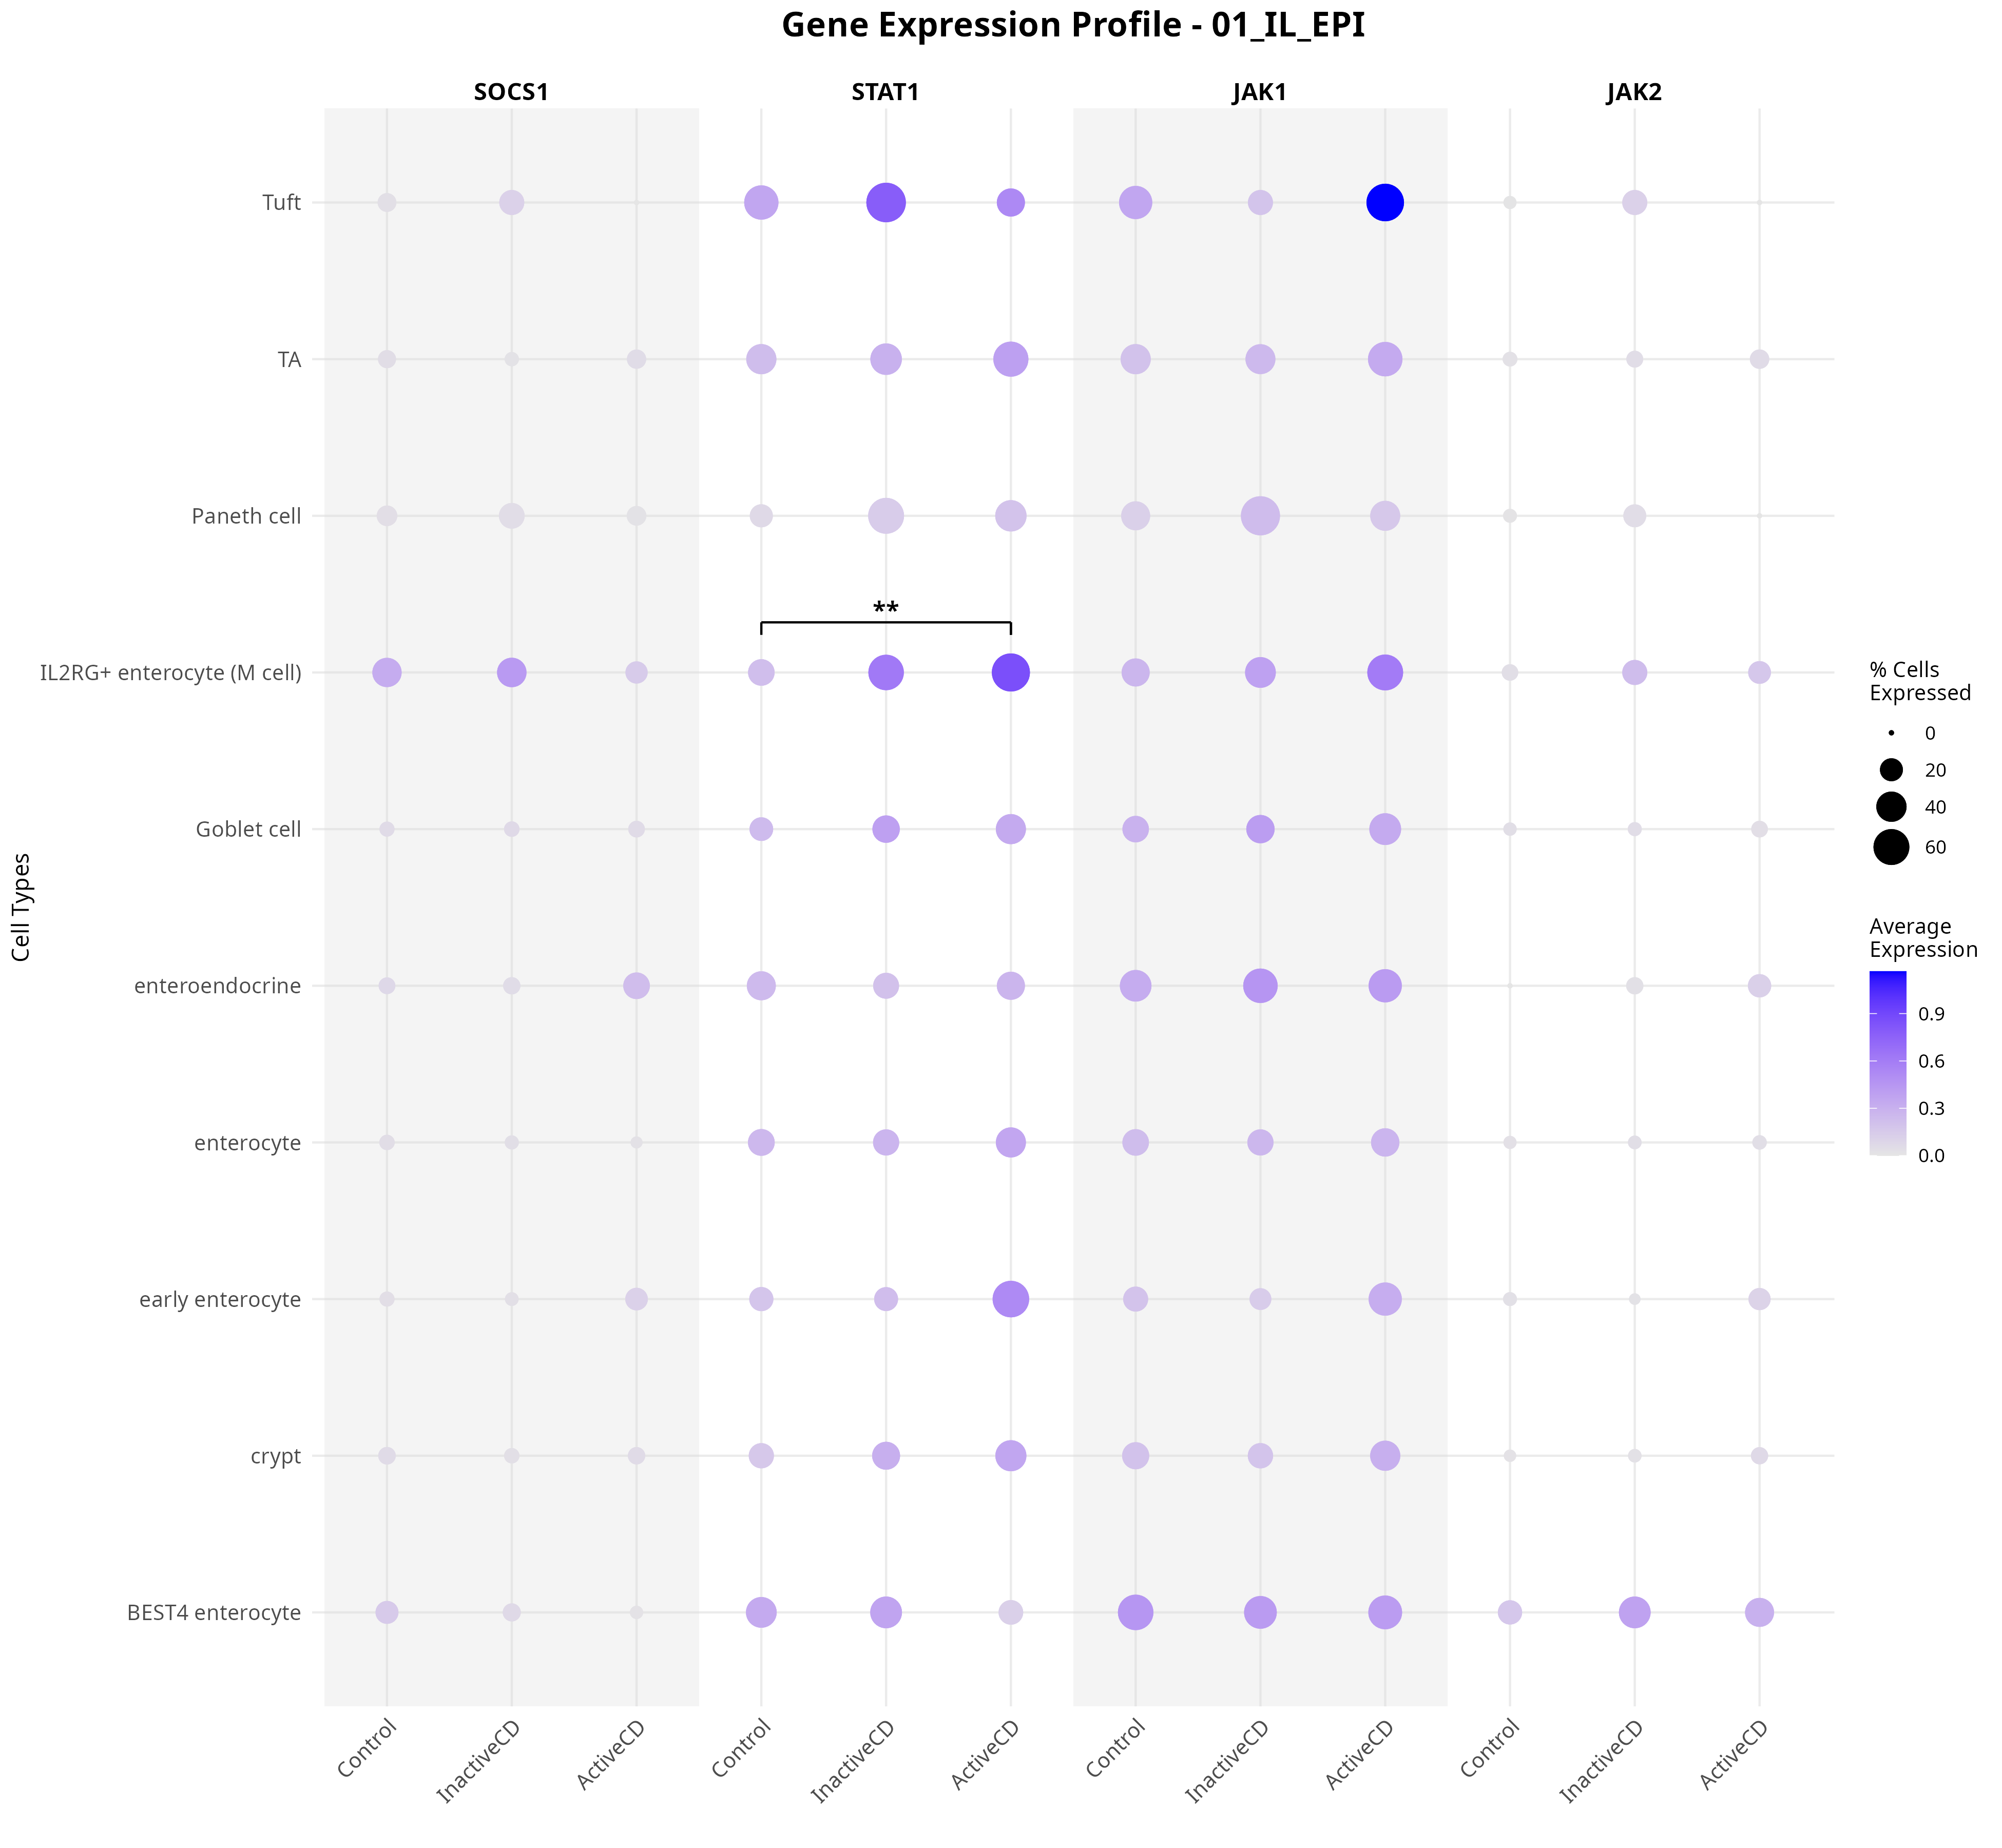 Gene Expression Profile - 01_IL_EPI
SOCS1 STAT1 JAK1 JAK2
Tuft
TA
Paneth cell
**
IL2RG+ enterocyte (M cell)
Goblet cell
enteroendocrine
enterocyte
early enterocyte
crypt
BEST4 enterocyte
Cell Types
Control InactiveCD ActiveCD Control InactiveCD ActiveCD Control InactiveCD ActiveCD Control InactiveCD ActiveCD
% Cells
Expressed
0
20
40
60
Average
Expression
0.9
0.6
0.3
0.0